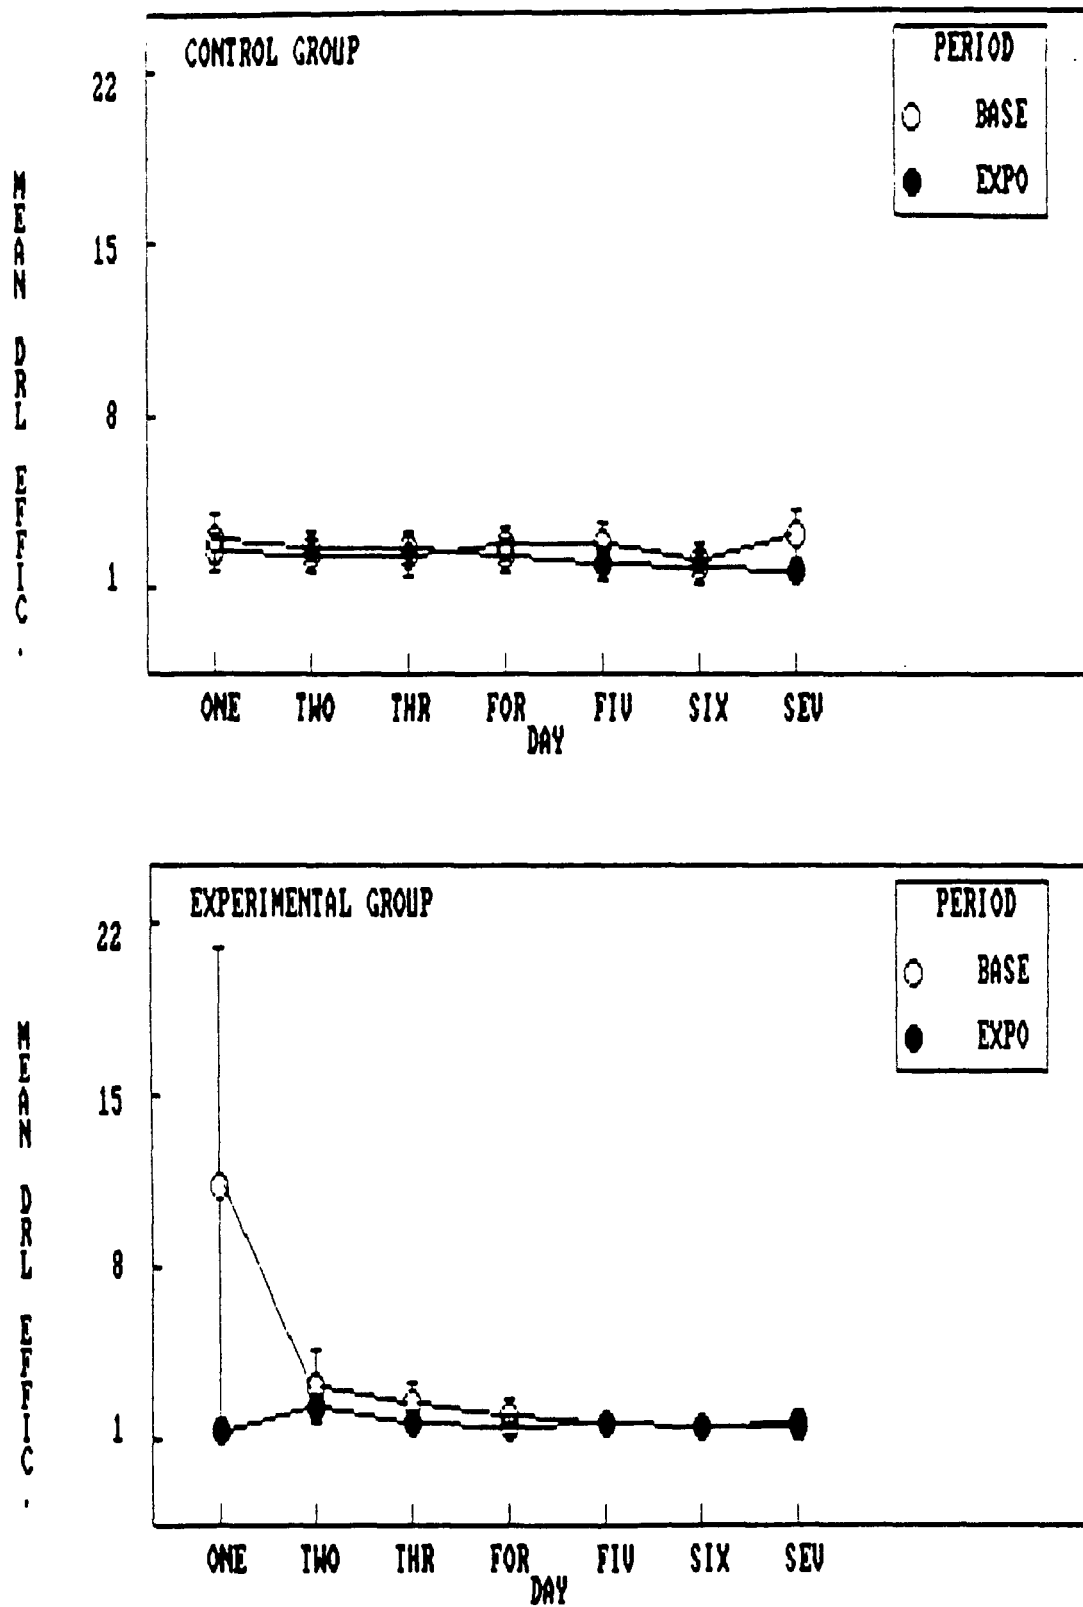 CONTROL GROUP
PERIOD
BASE
EXPO
22
15
8
1
MEAN DRL EFFIC.
ONE TWO THR FOR FIV SIX SEV
DAY
EXPERIMENTAL GROUP
PERIOD
BASE
EXPO
22
15
8
1
MEAN DRL EFFIC.
ONE TWO THR FOR FIV SIX SEV
DAY